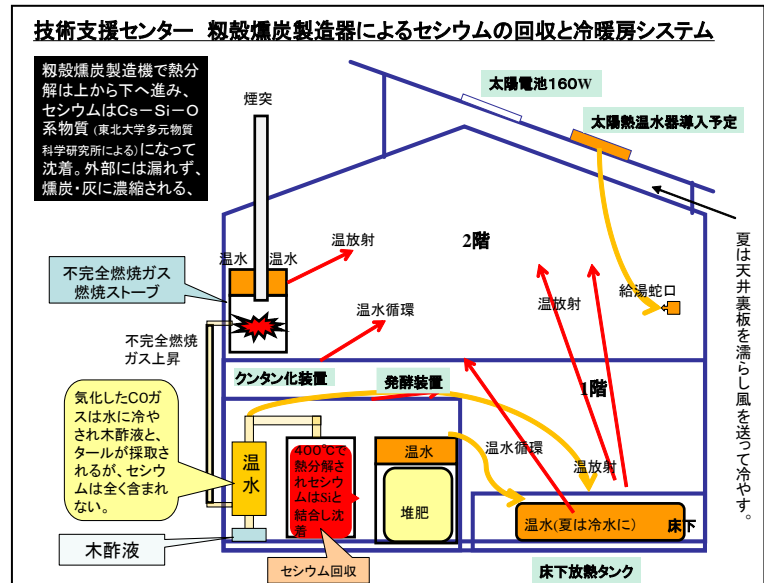 技術支援センター 籾殻燻炭製造器によるセシウムの回収と冷暖房システム
籾殻燻炭製造機で熱分
解は上から下へ進み、
セシウムはCs－Si－O
系物質（東北大学多元物質
科学研究所による）になって
沈着。外部には漏れず、
燻炭・灰に濃縮される、
煙突
太陽電池160W
太陽熱温水器導入予定
夏は天井裏板を濡らし風を送って冷やす。
2階
温放射
温水 温水
不完全燃焼ガス
燃焼ストーブ
温水循環
温放射
給湯蛇口
不完全燃焼
ガス上昇
クンタン化装置
発酵装置
1階
気化したCOガ
スは水に冷や
され木酢液と、
タールが採取さ
れるが、セシウ
ムは全く含まれ
ない。
温水
400℃で
熱分解さ
れセシウ
ムはSiと
結合し沈
着
温水
堆肥
温水循環
温放射
温水(夏は冷水に)
床下
木酢液
セシウム回収
床下放熱タンク